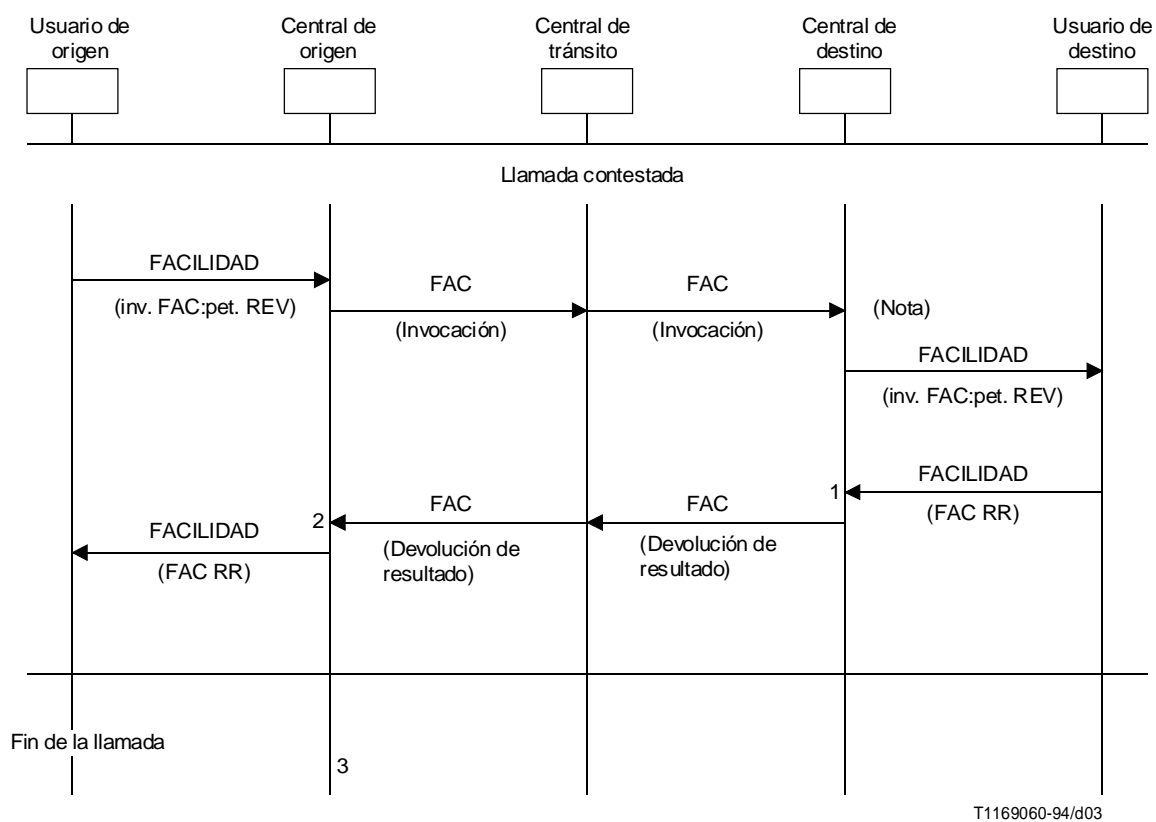 Usuario de
origen
Central de
origen
Central de
tránsito
Central de
destino
Usuario de
destino
Llamada contestada
FACILIDAD
(inv. FAC:pet. REV)
FAC
(Invocación)
FAC
(Invocación)
(Nota)
FACILIDAD
(inv. FAC:pet. REV)
FACILIDAD
(FAC RR)
1
FAC
(Devolución de
resultado)
FAC
(Devolución de
resultado)
2
FACILIDAD
(FAC RR)
Fin de la llamada
3
T1169060-94/d03